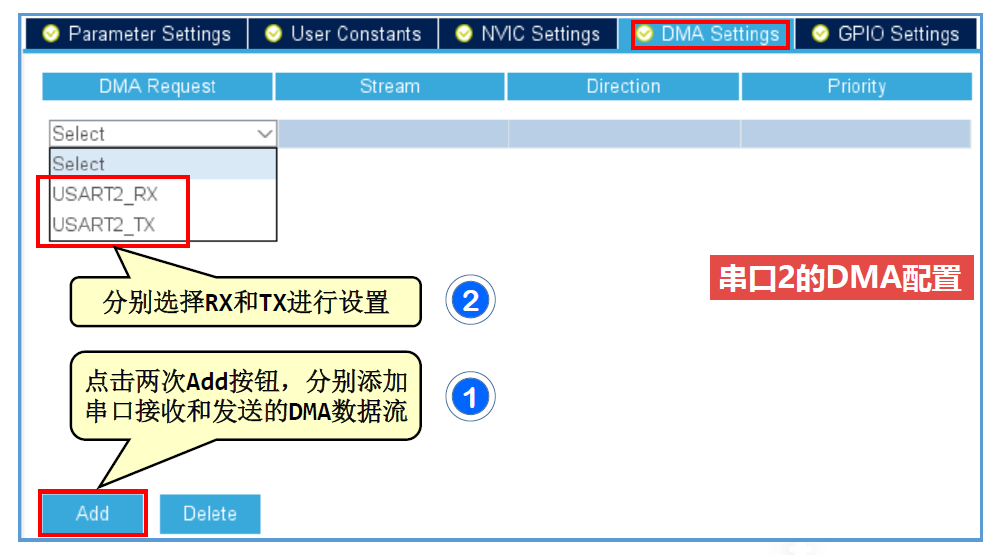 Parameter Settings
User Constants
NVIC Settings
DMA Settings
GPIO Settings
DMA Request
Stream
Direction
Priority
Select
Select
USART2_RX
USART2_TX
串口2的DMA配置
分别选择RX和TX进行设置
2
点击两次Add按钮，分别添加
串口接收和发送的DMA数据流
1
Add
Delete